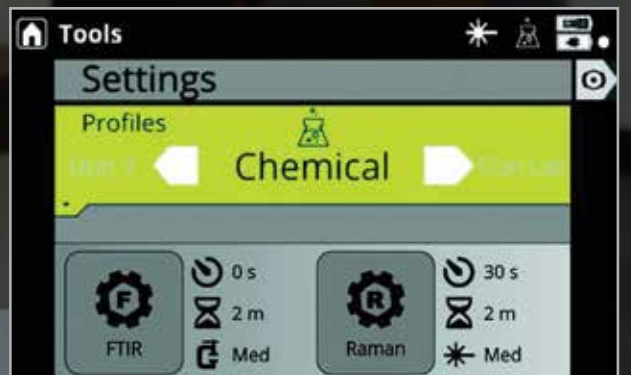 Tools
Settings
Profiles
Chemical
F
0 s
2 m
Med
FTIR
R
30 s
2 m
Med
Raman